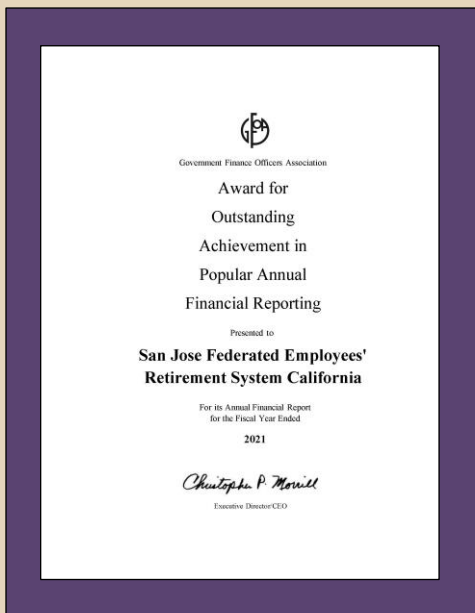 GFOA
Government Finance Officers Association
Award for
Outstanding
Achievement in
Popular Annual
Financial Reporting
Presented to
San Jose Federated Employees'
Retirement System California
For its Annual Financial Report
for the Fiscal Year Ended
2021
Christopher P. Morrill
Executive Director/CEO